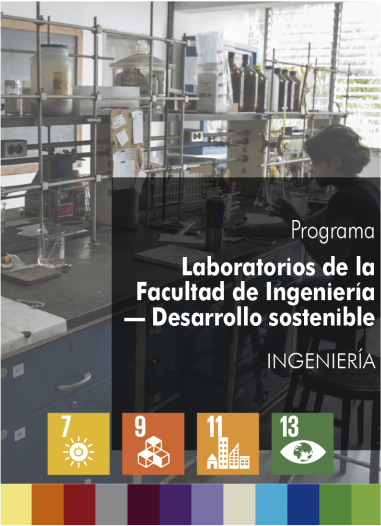 Programa
Laboratorios de la
Facultad de Ingeniería
— Desarrollo sostenible
INGENIERÍA
7
9
11
13